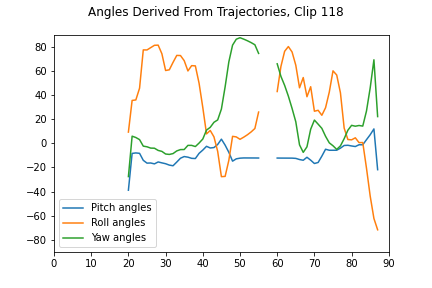 Angles Derived From Trajectories, Clip 118
80
60
40
20
0
−20
−40
−60
−80
Pitch angles
Roll angles
Yaw angles
0 10 20 30 40 50 60 70 80 90